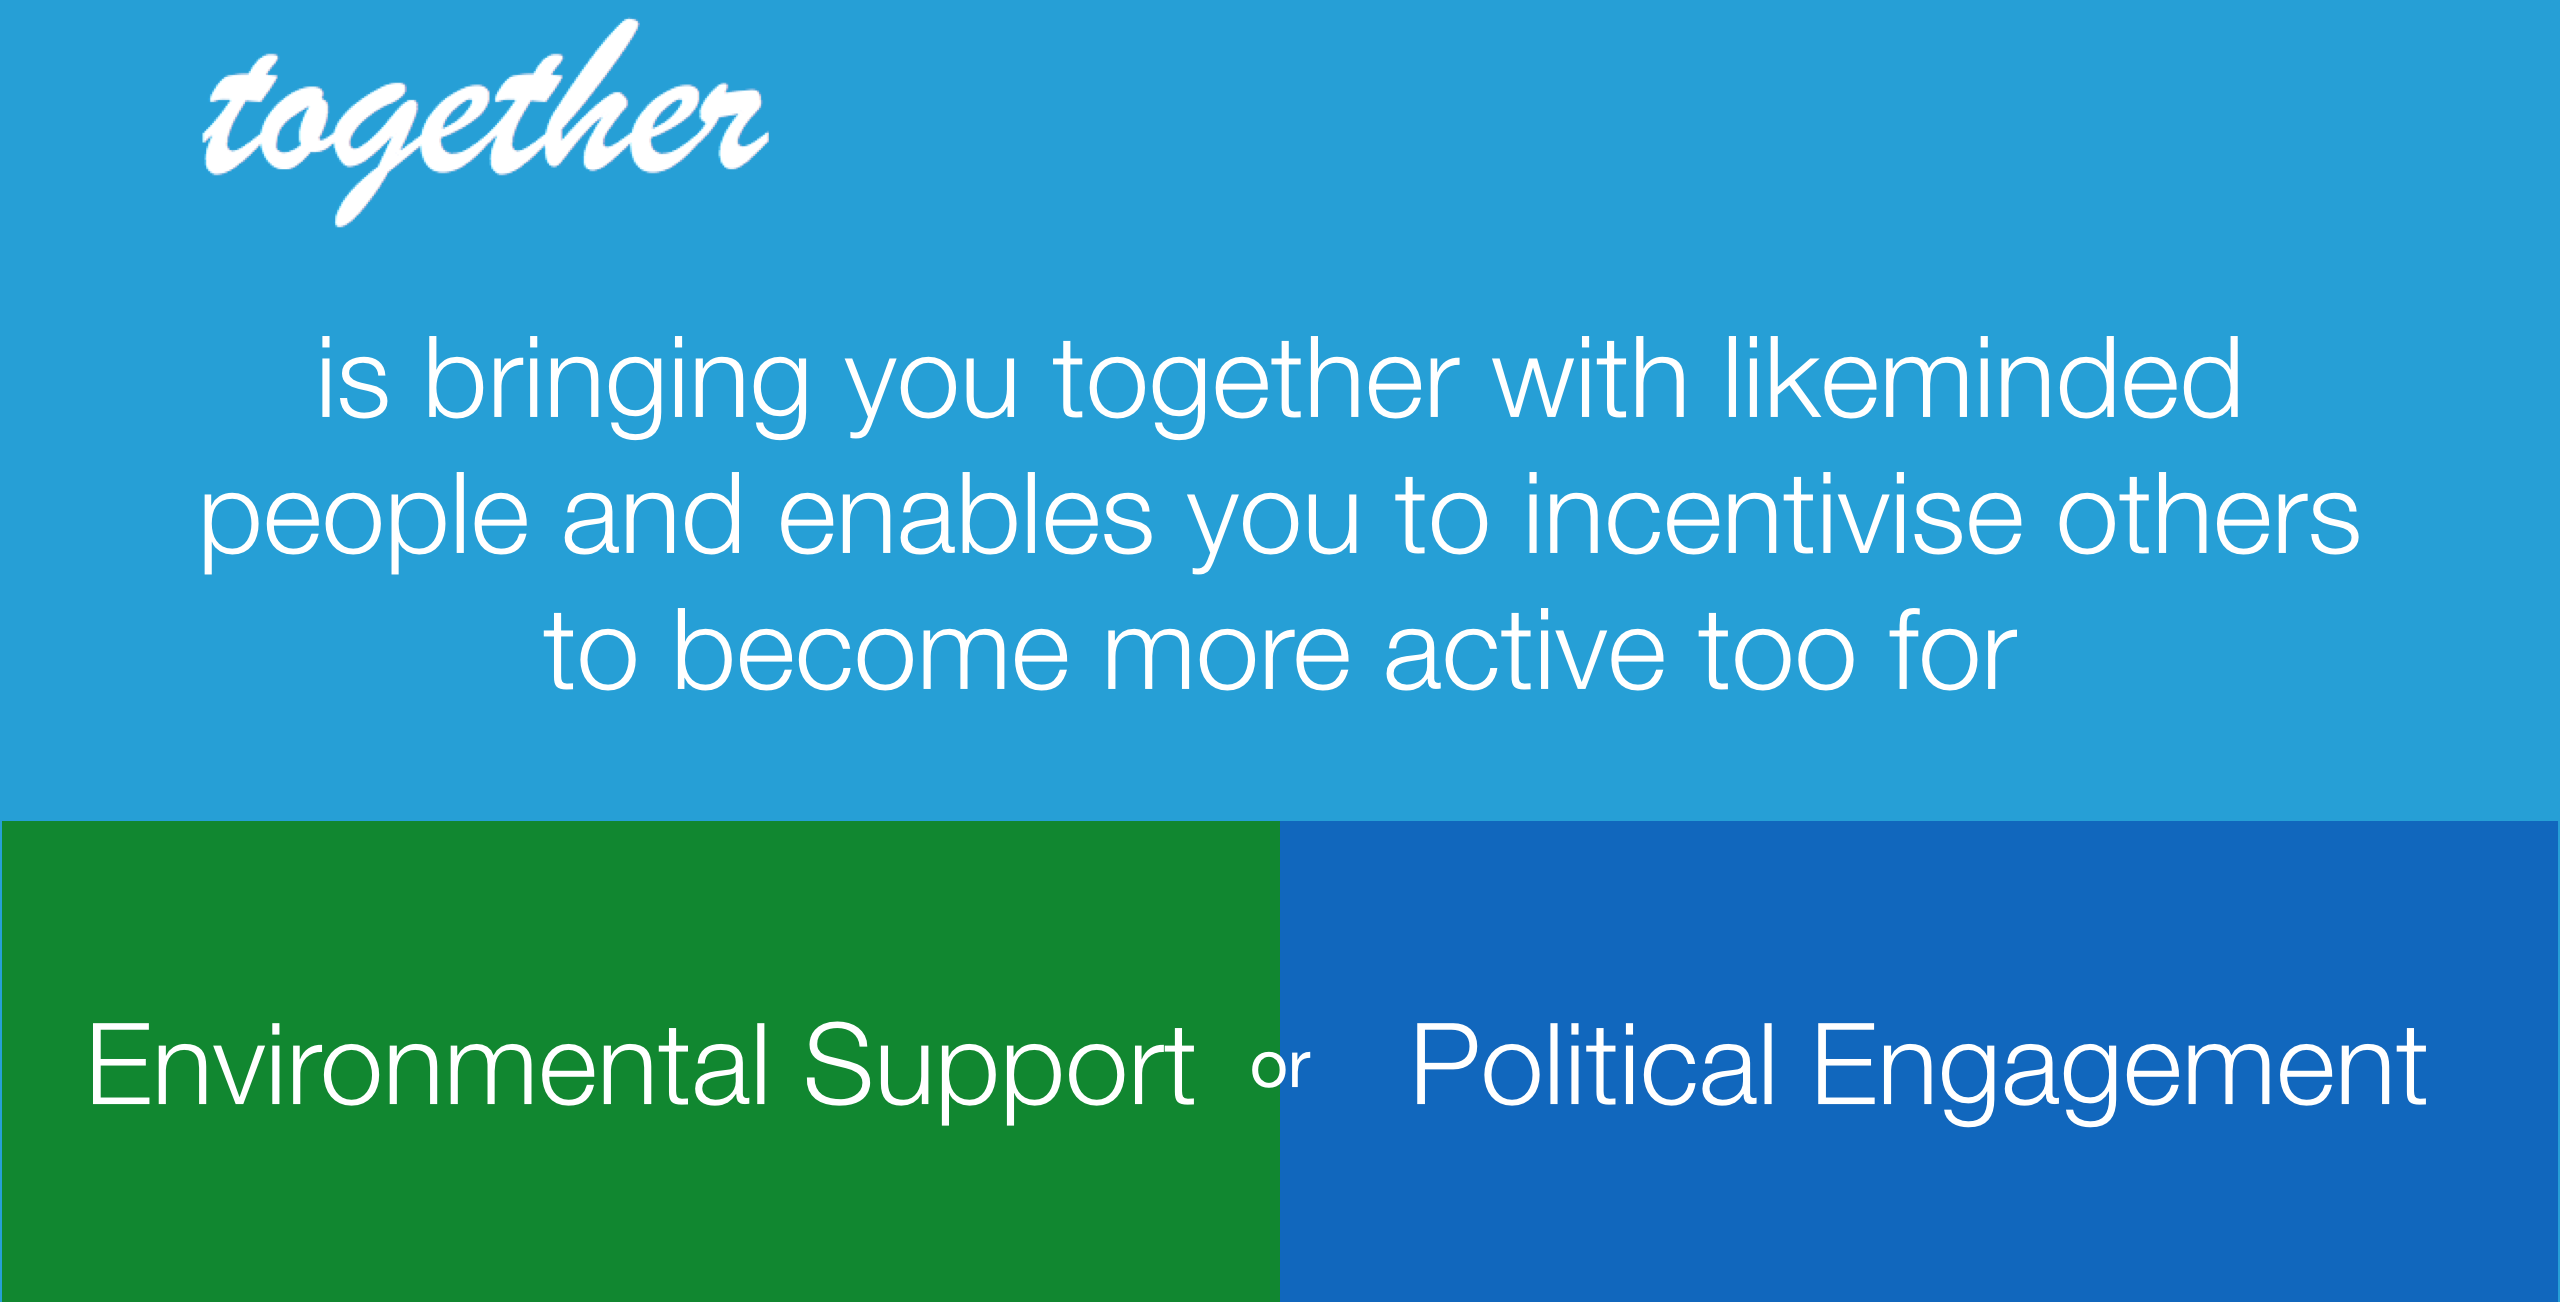 together
is bringing you together with likeminded
people and enables you to incentivise others
to become more active too for
Environmental Support or Political Engagement